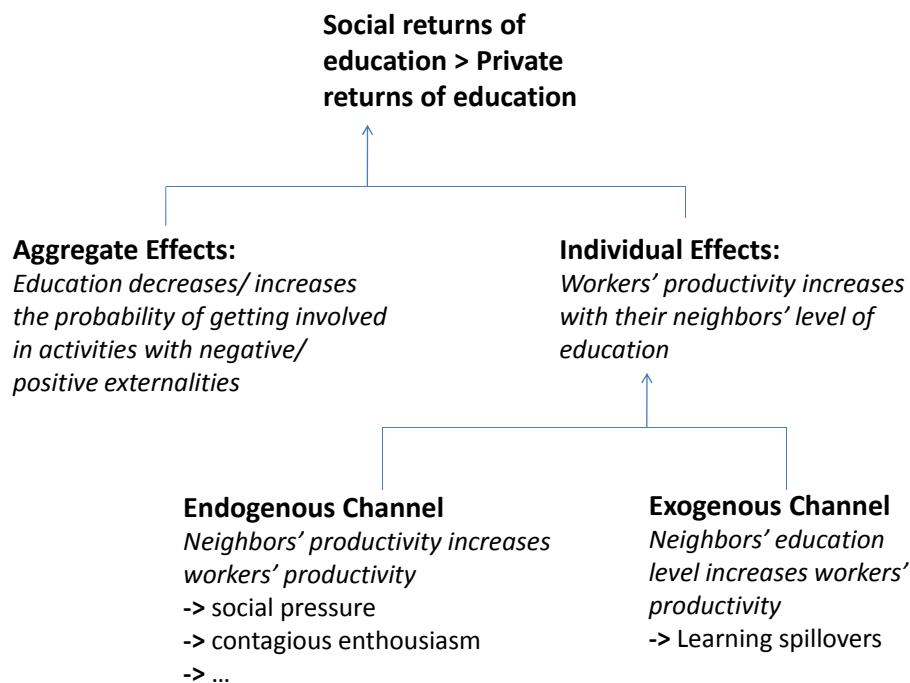 Social returns of
education > Private
returns of education
Aggregate Effects:
Education decreases/ increases
the probability of getting involved
in activities with negative/
positive externalities
Individual Effects:
Workers' productivity increases
with their neighbors' level of
education
Endogenous Channel
Neighbors' productivity increases
workers' productivity
-> social pressure
-> contagious enthousiasm
-> ...
Exogenous Channel
Neighbors' education
level increases workers'
productivity
-> Learning spillovers